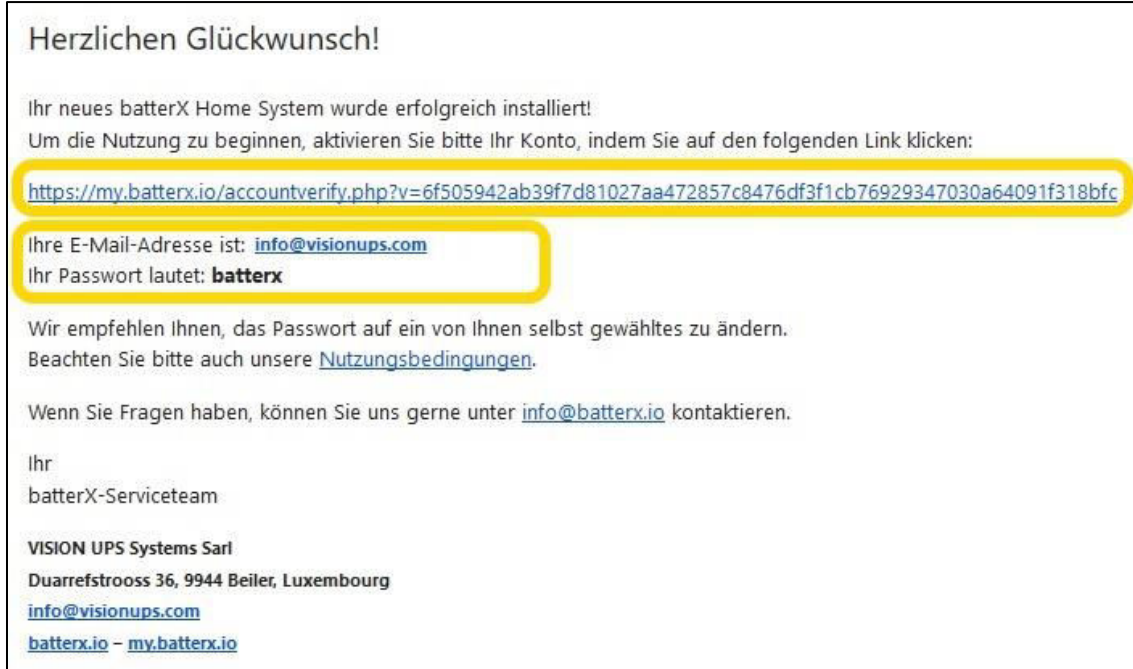 Herzlichen Glückwunsch!
Ihr neues batterX Home System wurde erfolgreich installiert!
Um die Nutzung zu beginnen, aktivieren Sie bitte Ihr Konto, indem Sie auf den folgenden Link klicken:
https://my.batterx.io/accountverify.php?v=6f505942ab39f7d81027aa472857c8476df3f1cb76929347030a64091f318bfc
Ihre E-Mail-Adresse ist: info@visionups.com
Ihr Passwort lautet: batterx
Wir empfehlen Ihnen, das Passwort auf ein von Ihnen selbst gewähltes zu ändern.
Beachten Sie bitte auch unsere Nutzungsbedingungen.
Wenn Sie Fragen haben, können Sie uns gerne unter info@batterx.io kontaktieren.
Ihr
batterX-Serviceteam
VISION UPS Systems Sarl
Duarrefstrooss 36, 9944 Beiler, Luxembourg
info@visionups.com
batterx.io – my.batterx.io